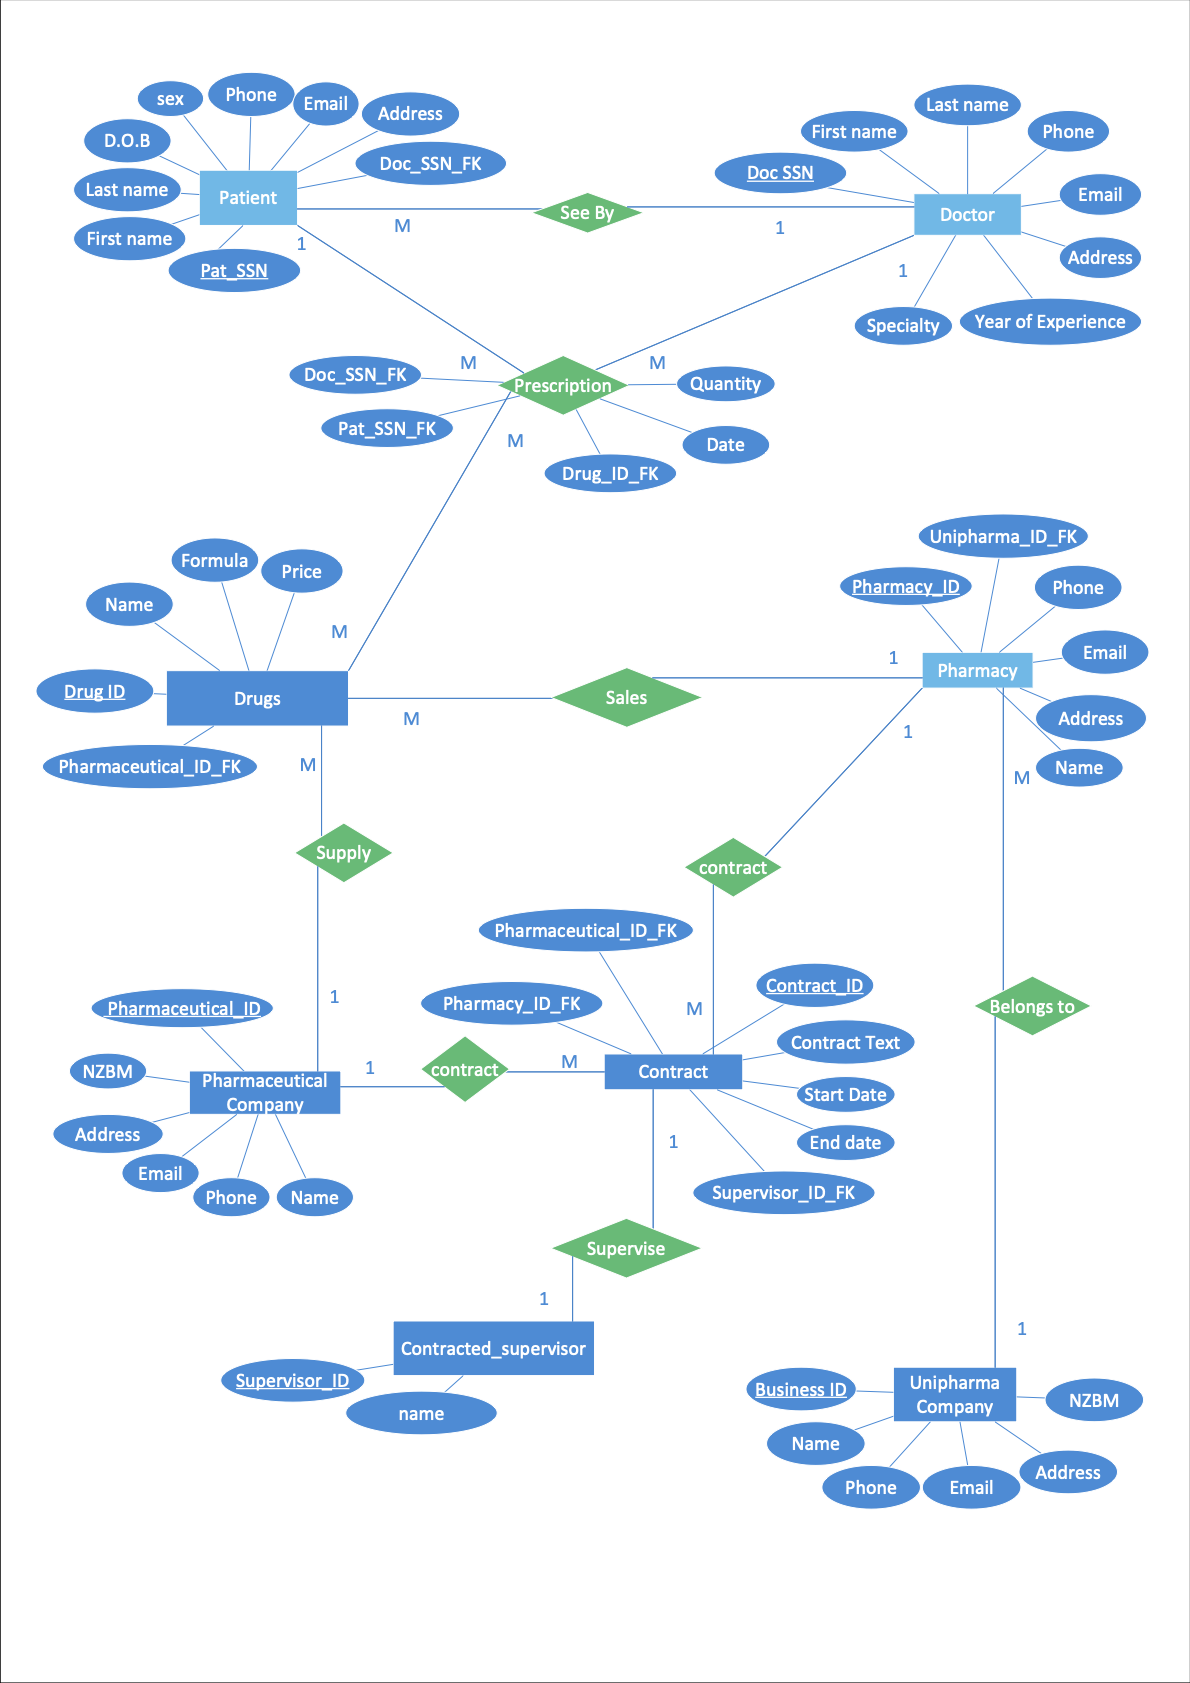 sex
Phone
Email
Address
D.O.B
Doc_SSN_FK
Last name
Patient
First name
Pat_SSN
M
1
See By
1
Last name
First name
Phone
Doc SSN
Email
Doctor
Address
1
Specialty
Year of Experience
M
M
Doc_SSN_FK
Prescription
Quantity
Pat_SSN_FK
M
Date
Drug_ID_FK
Unipharma_ID_FK
Formula
Price
Pharmacy_ID
Phone
Name
M
1
Email
Pharmacy
Drug ID
Drugs
Sales
M
Address
1
Pharmaceutical_ID_FK
M
M
Name
Supply
contract
Pharmaceutical_ID_FK
Contract_ID
Pharmaceutical_ID
1
Pharmacy_ID_FK
M
Belongs to
Contract Text
NZBM
1
contract
M
Contract
Pharmaceutical
Company
Start Date
Address
1
End date
Email
Phone
Name
Supervisor_ID_FK
Supervise
1
1
Contracted_supervisor
Supervisor_ID
name
Business ID
Unipharma
Company
NZBM
Name
Phone
Email
Address